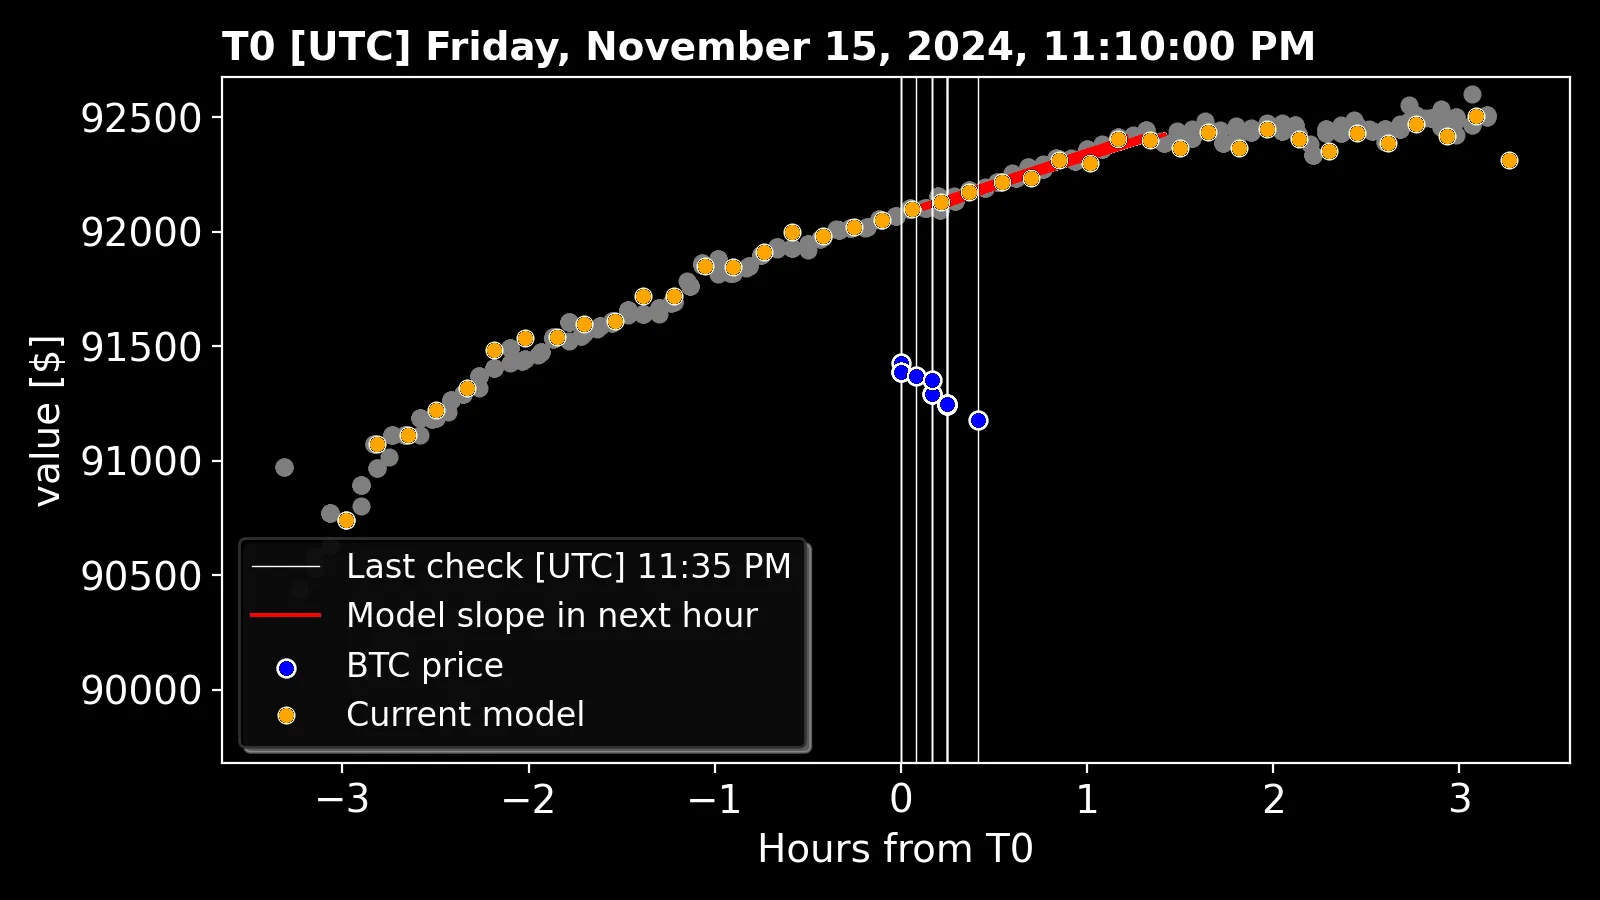 T0 [UTC] Friday, November 15, 2024, 11:10:00 PM
value [$]
92500
92000
91500
91000
90500
90000
Last check [UTC] 11:35 PM
Model slope in next hour
BTC price
Current model
−3 −2 −1 0 1 2 3
Hours from T0